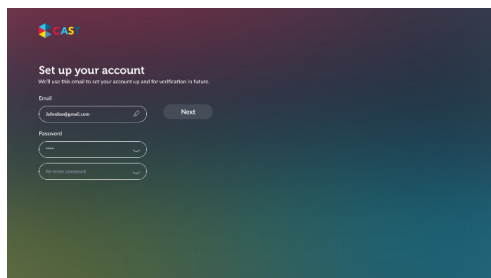 CAST
Set up your account
We'll use this email to set your account up and for verification in future.
Email
Johndoe@gmail.com
Next
Password
••••
Re-enter password